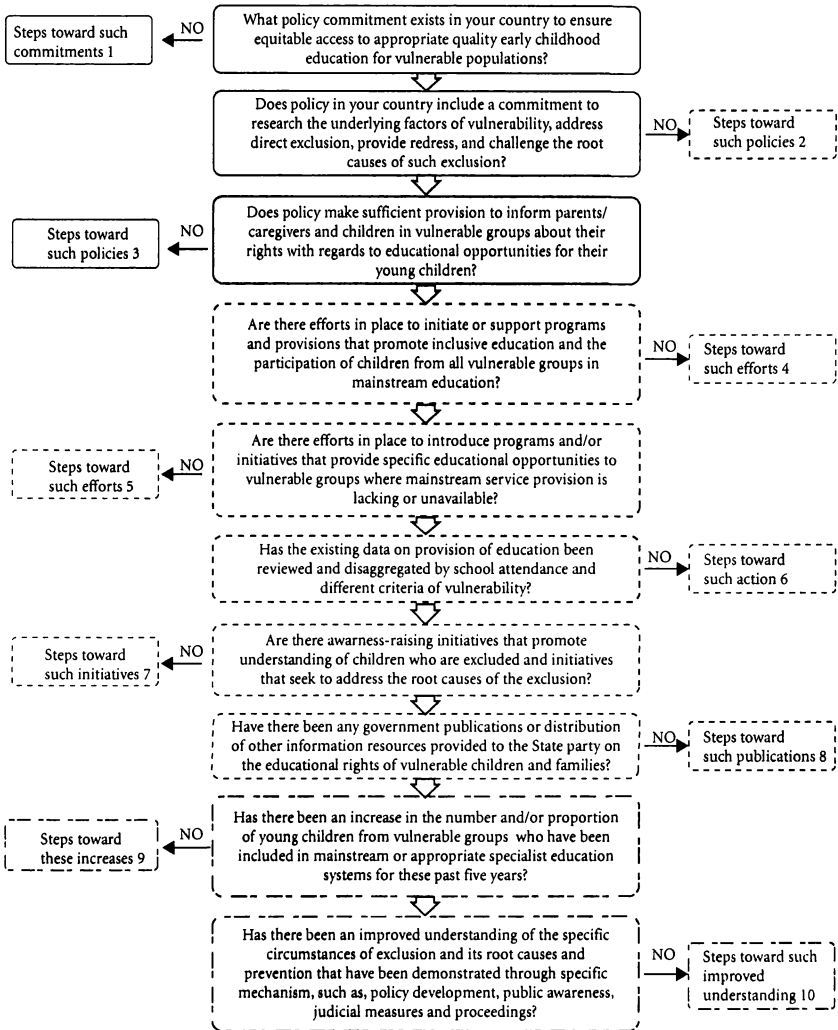 What policy commitment exists in your country to ensure
equitable access to appropriate quality early childhood
education for vulnerable populations?
NO
Steps toward such
commitments 1
Does policy in your country include a commitment to
research the underlying factors of vulnerability, address
direct exclusion, provide redress, and challenge the root
causes of such exclusion?
NO
Steps toward
such policies 2
Does policy make sufficient provision to inform parents/
caregivers and children in vulnerable groups about their
rights with regards to educational opportunities for their
young children?
NO
Steps toward
such policies 3
Are there efforts in place to initiate or support programs
and provisions that promote inclusive education and the
participation of children from all vulnerable groups in
mainstream education?
NO
Steps toward
such efforts 4
Are there efforts in place to introduce programs and/or
initiatives that provide specific educational opportunities to
vulnerable groups where mainstream service provision is
lacking or unavailable?
NO
Steps toward
such efforts 5
Has the existing data on provision of education been
reviewed and disaggregated by school attendance and
different criteria of vulnerability?
NO
Steps toward
such action 6
Are there awarness-raising initiatives that promote
understanding of children who are excluded and initiatives
that seek to address the root causes of the exclusion?
NO
Steps toward
such initiatives 7
Have there been any government publications or distribution
of other information resources provided to the State party on
the educational rights of vulnerable children and families?
NO
Steps toward
such publications 8
Has there been an increase in the number and/or proportion
of young children from vulnerable groups who have been
included in mainstream or appropriate specialist education
systems for these past five years?
NO
Steps toward
these increases 9
Has there been an improved understanding of the specific
circumstances of exclusion and its root causes and
prevention that have been demonstrated through specific
mechanism, such as, policy development, public awareness,
judicial measures and proceedings?
NO
Steps toward such
improved
understanding 10